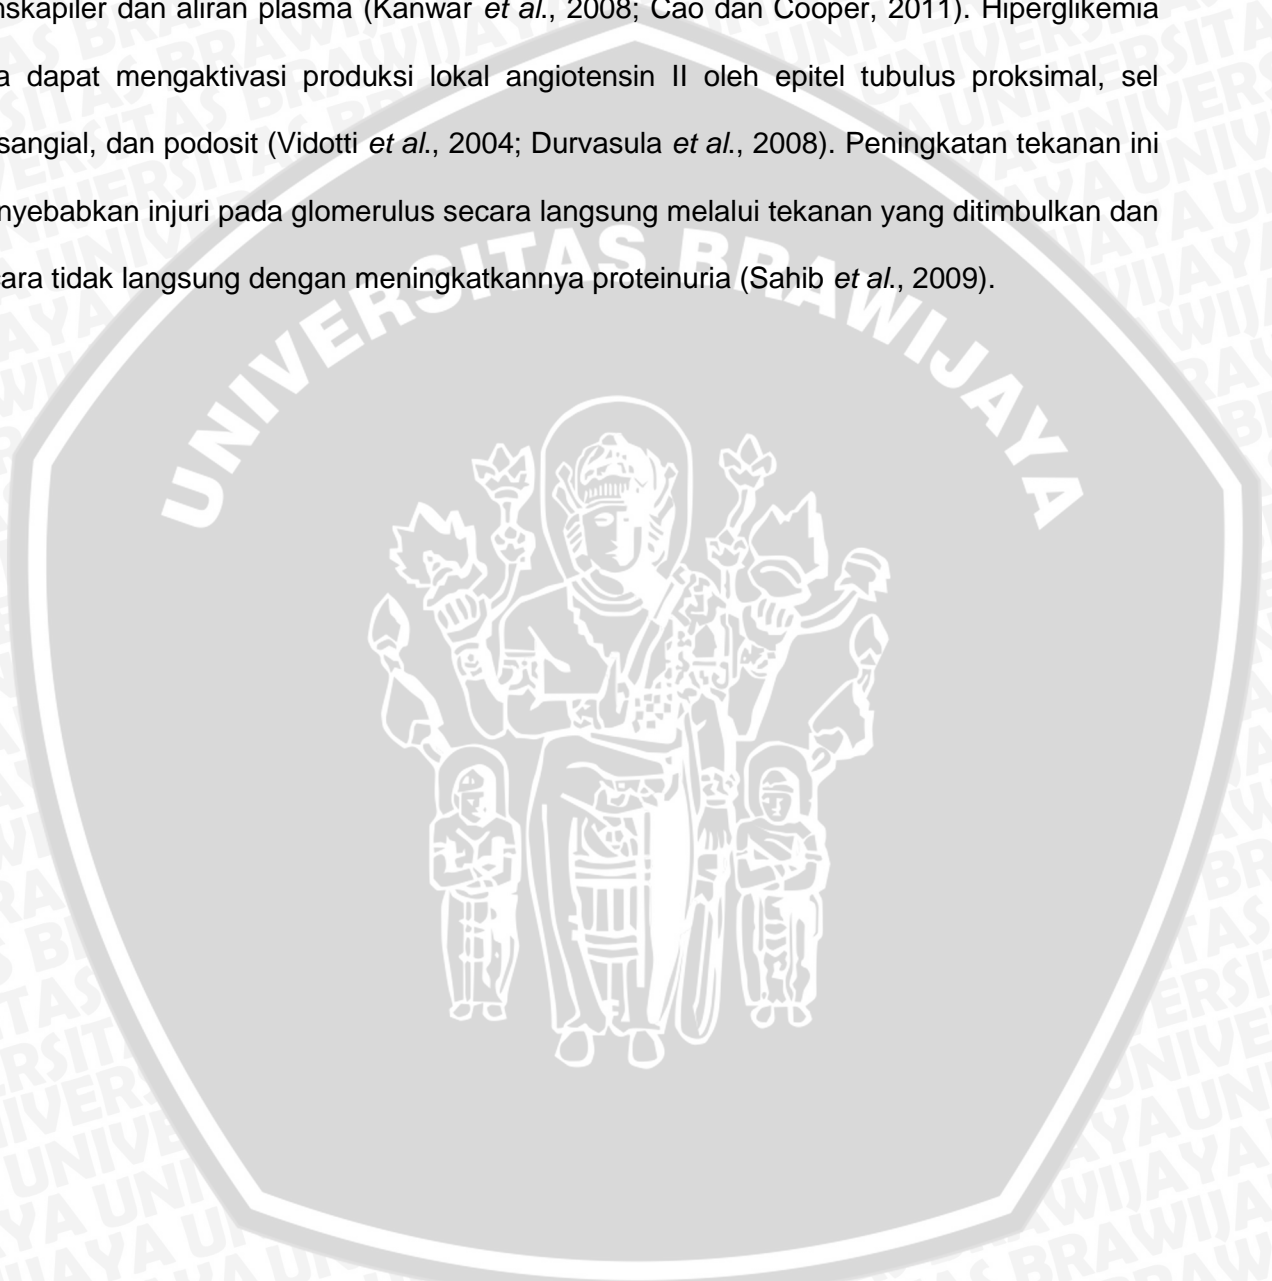 nskapiler dan aliran plasma (Kanwar et al., 2008; Cao dan Cooper, 2011). Hiperglikemia
a dapat mengaktivasi produksi lokal angiotensin II oleh epitel tubulus proksimal, sel
sangial, dan podosit (Vidotti et al., 2004; Durvasula et al., 2008). Peningkatan tekanan ini
nyebabkan injuri pada glomerulus secara langsung melalui tekanan yang ditimbulkan dan
cara tidak langsung dengan meningkatkannya proteinuria (Sahib et al., 2009).
UNIVERSITAS BRAWIJAYA